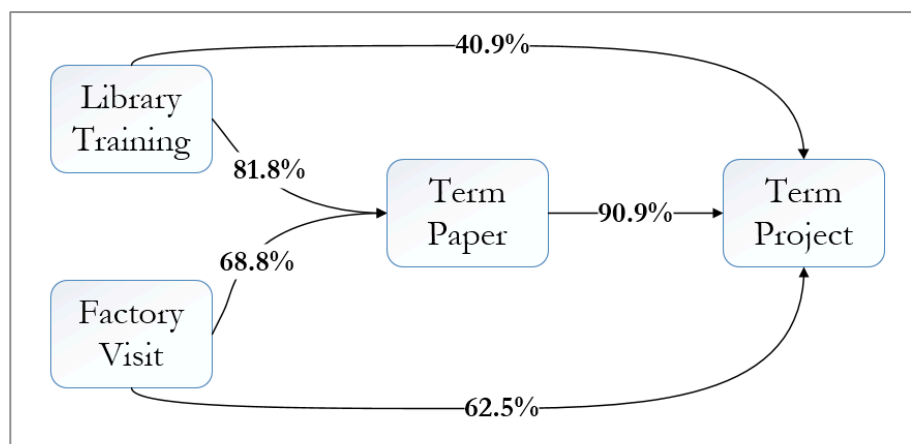 40.9%
Library
Training
81.8%
Term
Paper
90.9%
Term
Project
68.8%
Factory
Visit
62.5%